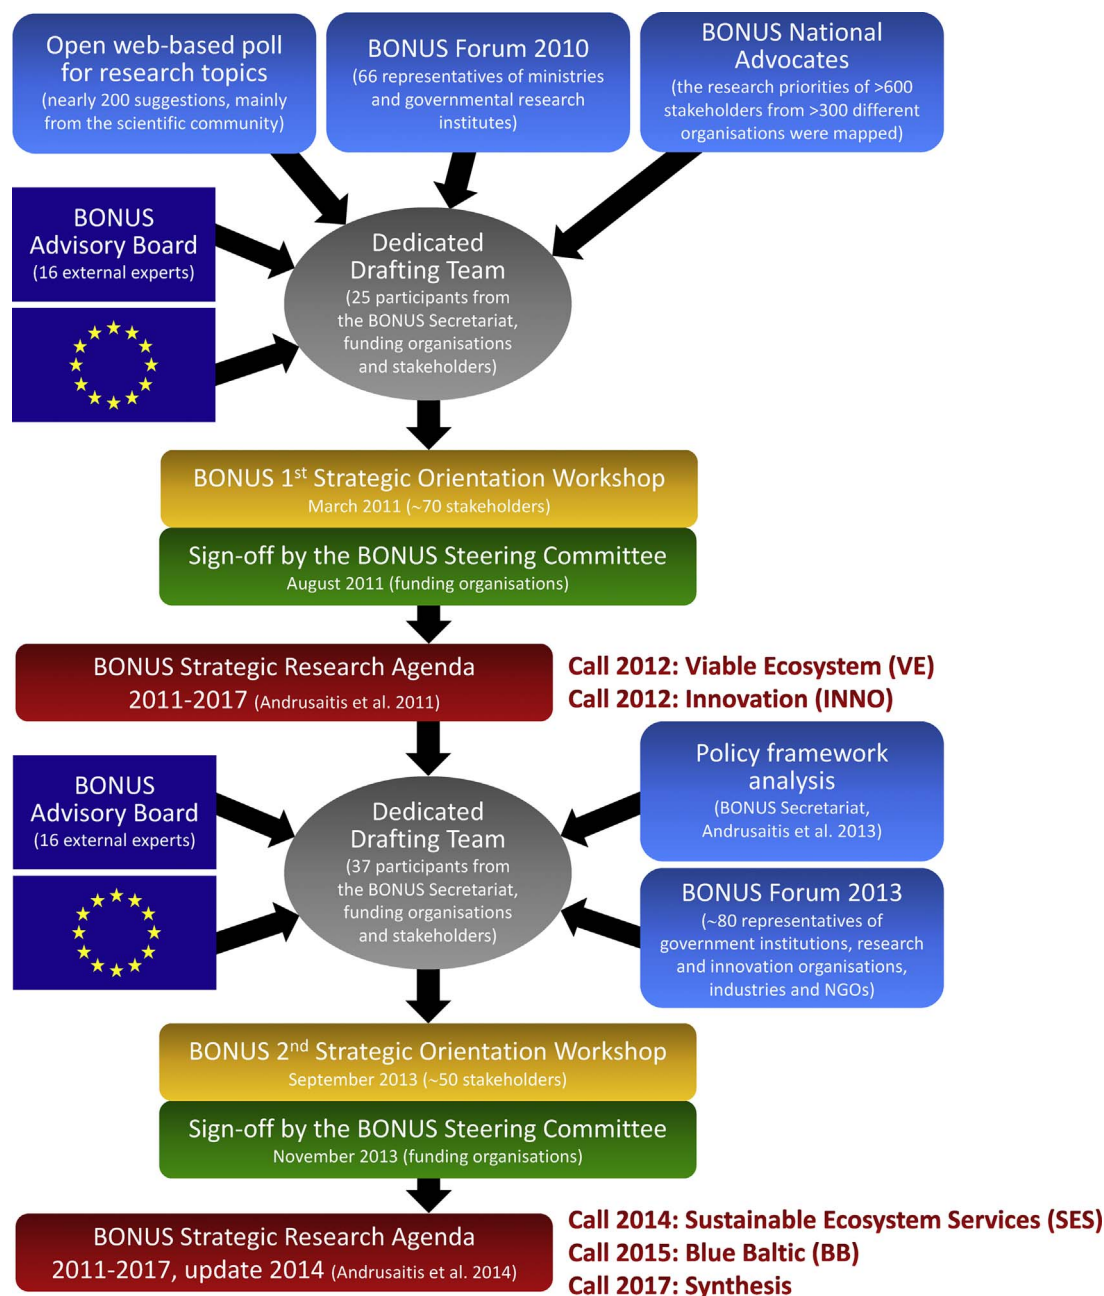 Open web-based poll
for research topics
(nearly 200 suggestions, mainly
from the scientific community)
BONUS Forum 2010
(66 representatives of ministries
and governmental research
institutes)
BONUS National
Advocates
(the research priorities of >600
stakeholders from >300 different
organisations were mapped)
BONUS
Advisory Board
(16 external experts)
Dedicated
Drafting Team
(25 participants from
the BONUS Secretariat,
funding organisations
and stakeholders)
BONUS 1st Strategic Orientation Workshop
March 2011 (~70 stakeholders)
Sign-off by the BONUS Steering Committee
August 2011 (funding organisations)
BONUS Strategic Research Agenda
2011-2017 (Andrusaitis et al. 2011)
Call 2012: Viable Ecosystem (VE)
Call 2012: Innovation (INNO)
BONUS
Advisory Board
(16 external experts)
Dedicated
Drafting Team
(37 participants from
the BONUS Secretariat,
funding organisations
and stakeholders)
Policy framework
analysis
(BONUS Secretariat,
Andrusaitis et al. 2013)
BONUS Forum 2013
(~80 representatives of
government institutions, research
and innovation organisations,
industries and NGOs)
BONUS 2nd Strategic Orientation Workshop
September 2013 (~50 stakeholders)
Sign-off by the BONUS Steering Committee
November 2013 (funding organisations)
BONUS Strategic Research Agenda
2011-2017, update 2014 (Andrusaitis et al. 2014)
Call 2014: Sustainable Ecosystem Services (SES)
Call 2015: Blue Baltic (BB)
Call 2017: Synthesis